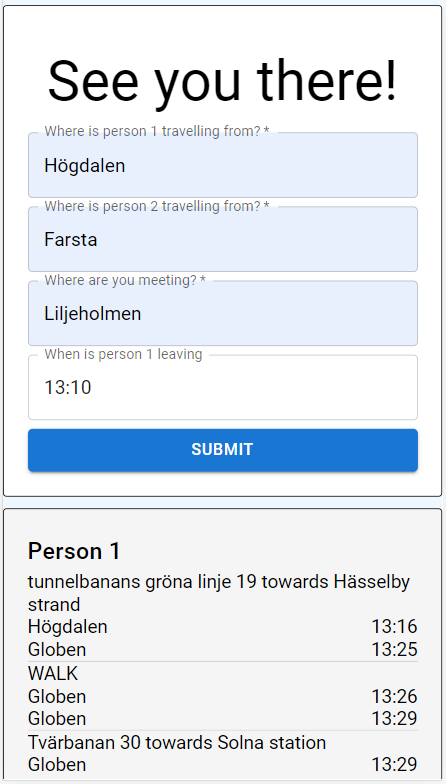 See you there!
Where is person 1 travelling from? *
Högdalen
Where is person 2 travelling from? *
Farsta
Where are you meeting? *
Liljeholmen
When is person 1 leaving
13:10
SUBMIT
Person 1
tunnelbanans gröna linje 19 towards Hässelby
strand
Högdalen 13:16
Globen 13:25
WALK
Globen 13:26
Globen 13:29
Tvärbanan 30 towards Solna station
Globen 13:29